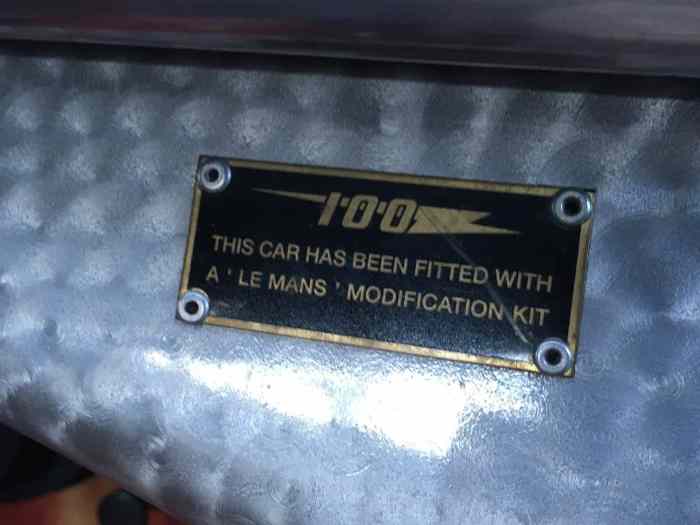 100
THIS CAR HAS BEEN FITTED WITH
A ' LE MANS ' MODIFICATION KIT